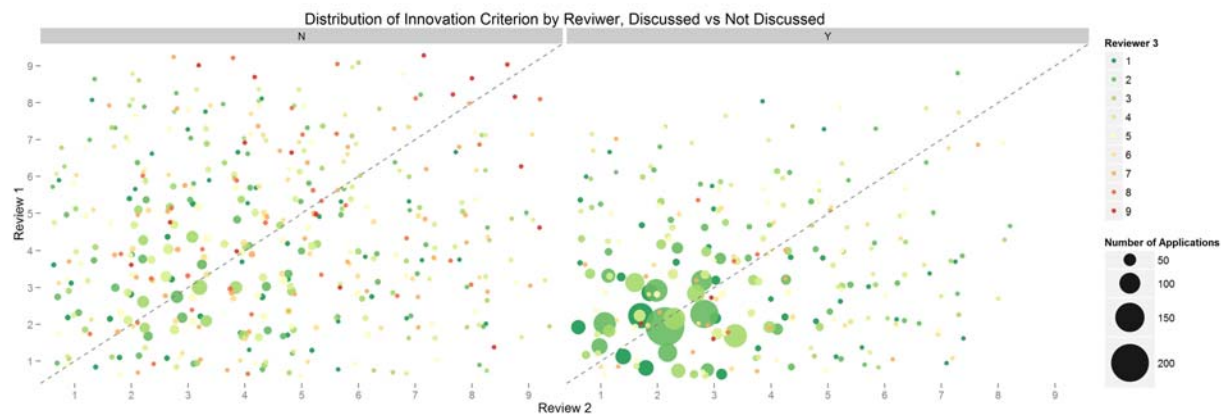 Distribution of Innovation Criterion by Reviwer, Discussed vs Not Discussed
N
Y
Review 1
9
8
7
6
5
4
3
2
1
1 2 3 4 5 6 7 8 9
1 2 3 4 5 6 7 8 9
Review 2
Reviewer 3
1
2
3
4
5
6
7
8
9
Number of Applications
50
100
150
200